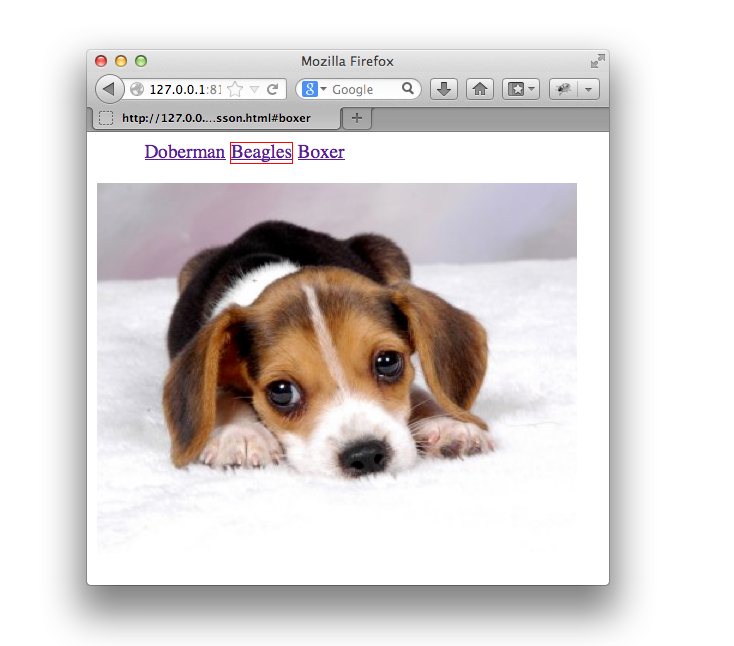 Mozilla Firefox
127.0.0.1:81
Google
http://127.0.0....sson.html#boxer
Doberman Beagles Boxer